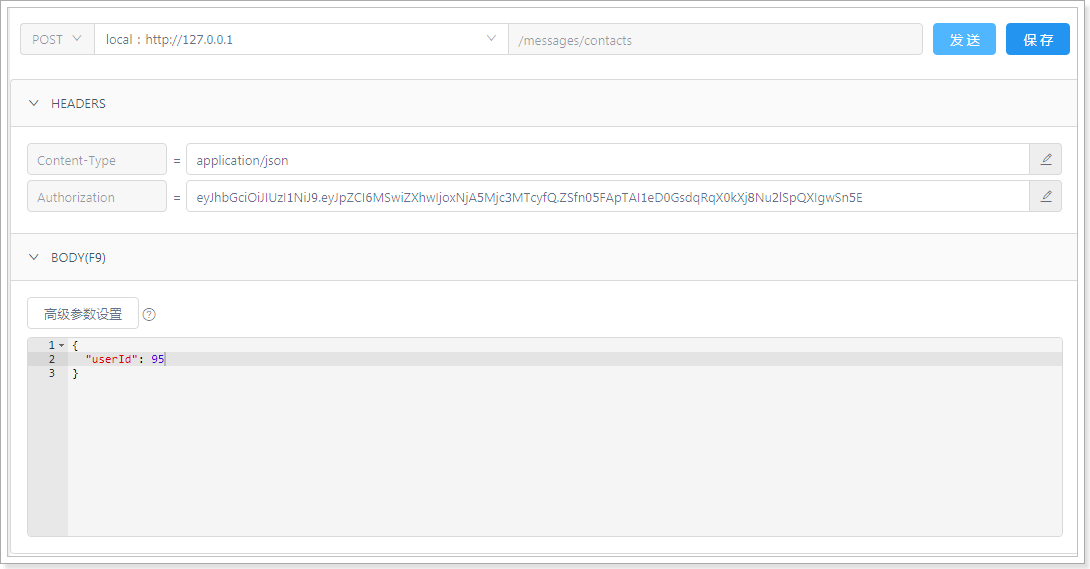 POST local：http://127.0.0.1 /messages/contacts 发 送 保 存
HEADERS
Content-Type = application/json
Authorization = eyJhbGciOiJIUzI1NiJ9.eyJpZCI6MSwiZXhwIjoxNjA5Mjc3MTcyfQ.ZSfn05FApTAI1eD0GsdqRqX0kXj8Nu2lSpQXIgwSn5E
BODY(F9)
高级参数设置 ?
1 {
2 "userId": 95
3 }